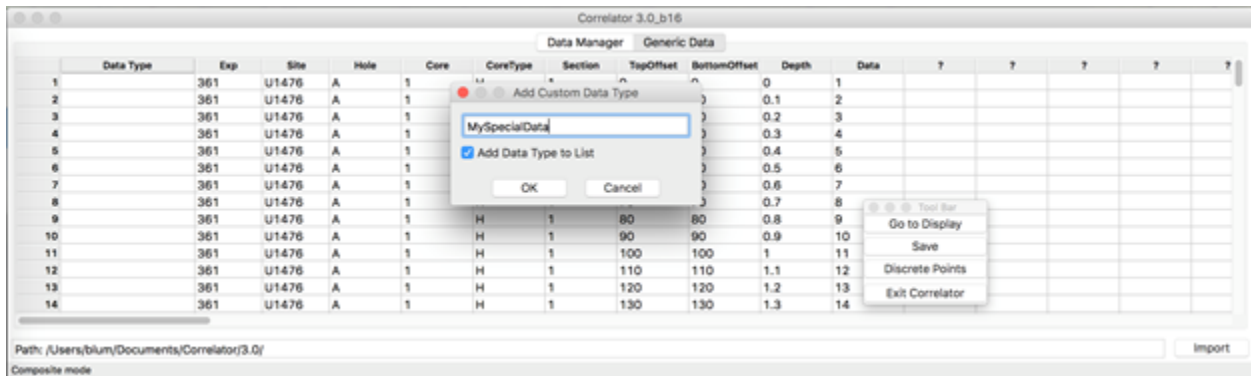 Correlator 3.0_b16
Data Manager Generic Data
Data Type Exp Site Hole Core CoreType Section TopOffset BottomOffset Depth Data ? ? ? ? ?
1 361 U1476 A 1 H 1 0 0 0 1
2 361 U1476 A 1 0.1 2
3 361 U1476 A 1 0.2 3
4 361 U1476 A 1 0.3 4
5 361 U1476 A 1 0.4 5
6 361 U1476 A 1 0.5 6
7 361 U1476 A 1 0.6 7
8 361 U1476 A 1 0.7 8
9 361 U1476 A 1 H 1 80 80 0.8 9
10 361 U1476 A 1 H 1 90 90 0.9 10
11 361 U1476 A 1 H 1 100 100 1 11
12 361 U1476 A 1 H 1 110 110 1.1 12
13 361 U1476 A 1 H 1 120 120 1.2 13
14 361 U1476 A 1 H 1 130 130 1.3 14
Add Custom Data Type
MySpecialData
Add Data Type to List
OK Cancel
Tool Bar
Go to Display
Save
Discrete Points
Exit Correlator
Path: /Users/blum/Documents/Correlator/3.0/
Import
Composite mode